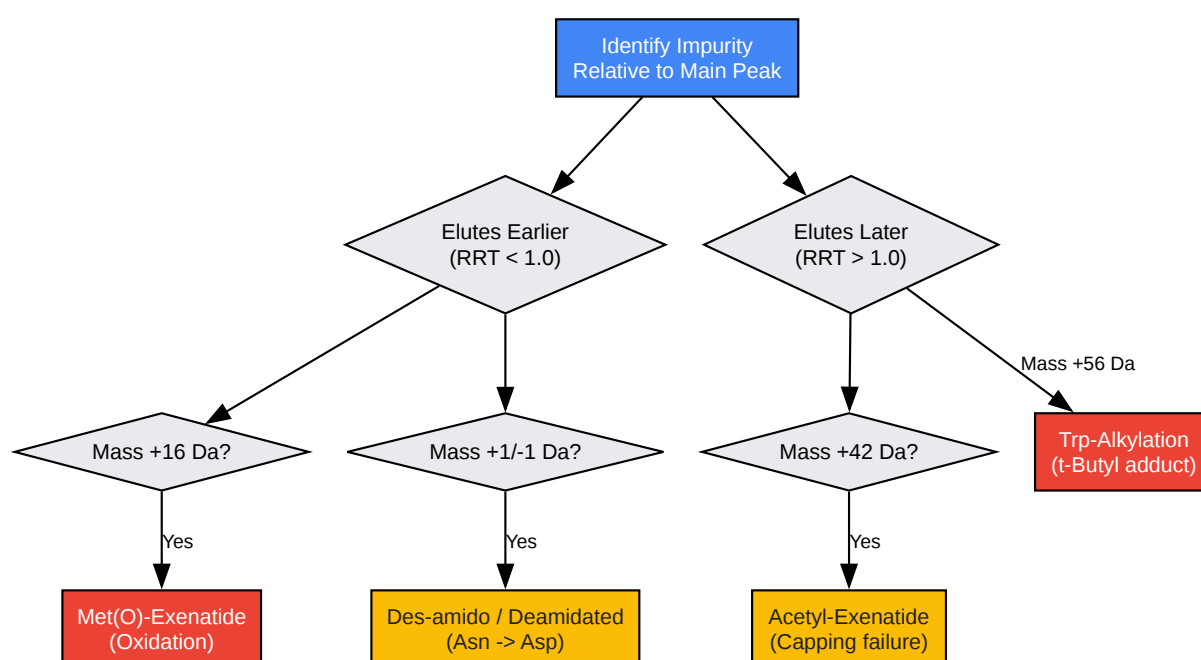 Identify Impurity
Relative to Main Peak
Elutes Earlier
(RRT < 1.0)
Elutes Later
(RRT > 1.0)
Mass +56 Da
Mass +16 Da?
Mass +1/-1 Da?
Mass +42 Da?
Trp-Alkylation
(t-Butyl adduct)
Yes
Yes
Yes
Met(O)-Exenatide
(Oxidation)
Des-amido / Deamidated
(Asn -> Asp)
Acetyl-Exenatide
(Capping failure)